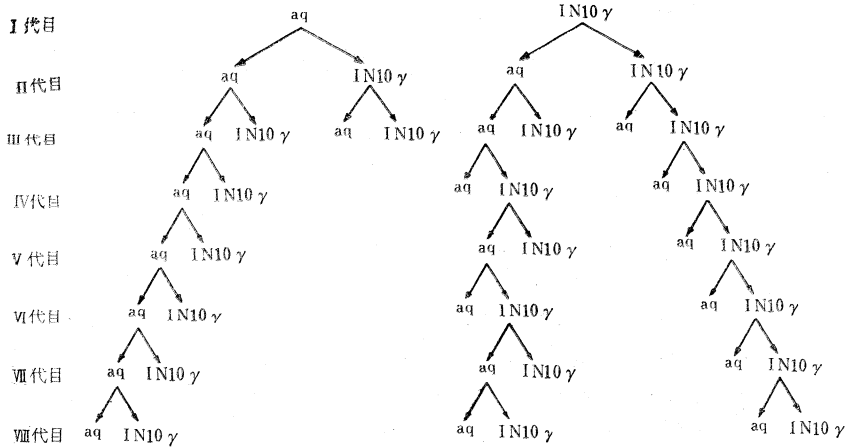 I代目 aq IN10γ
II代目 aq IN10γ aq IN10γ
III代目 aq IN10γ aq IN10γ aq IN10γ aq IN10γ
IV代目 aq IN10γ aq IN10γ aq IN10γ
V代目 aq IN10γ aq IN10γ aq IN10γ
VI代目 aq IN10γ aq IN10γ aq IN10γ
VII代目 aq IN10γ aq IN10γ aq IN10γ
VIII代目 aq IN10γ aq IN10γ aq IN10γ